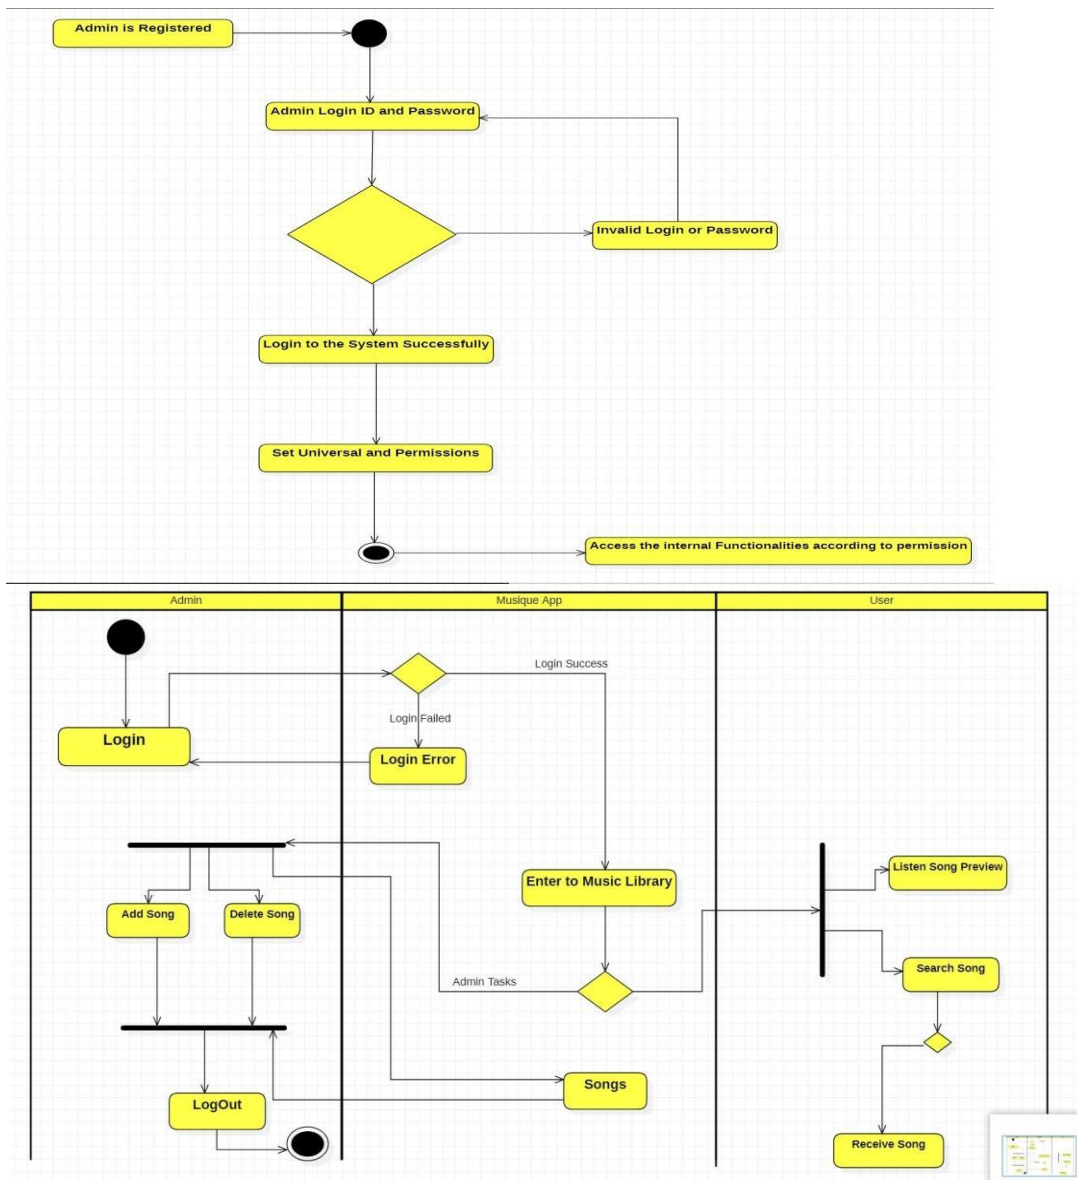 Admin is Registered
Admin Login ID and Password
Invalid Login or Password
Login to the System Successfully
Set Universal and Permissions
Access the internal Functionalities according to permission
Admin
Musique App
User
Login Success
Login Failed
Login
Login Error
Enter to Music Library
Listen Song Preview
Add Song
Delete Song
Search Song
Admin Tasks
Songs
LogOut
Receive Song